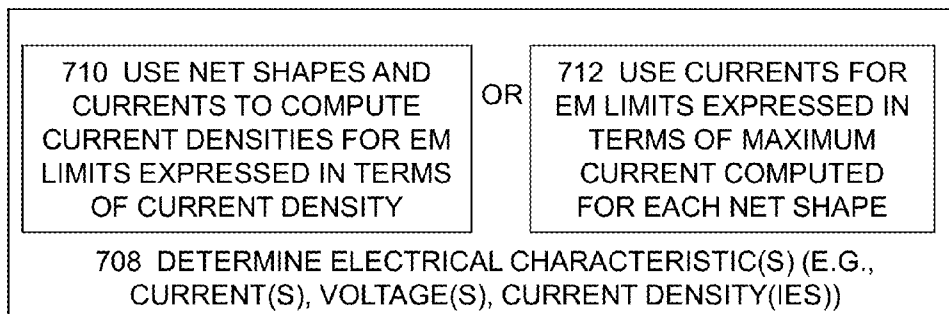 710 USE NET SHAPES AND
CURRENTS TO COMPUTE
CURRENT DENSITIES FOR EM
LIMITS EXPRESSED IN TERMS
OF CURRENT DENSITY
OR
712 USE CURRENTS FOR
EM LIMITS EXPRESSED IN
TERMS OF MAXIMUM
CURRENT COMPUTED
FOR EACH NET SHAPE
708 DETERMINE ELECTRICAL CHARACTERISTIC(S) (E.G.,
CURRENT(S), VOLTAGE(S), CURRENT DENSITY(IES))